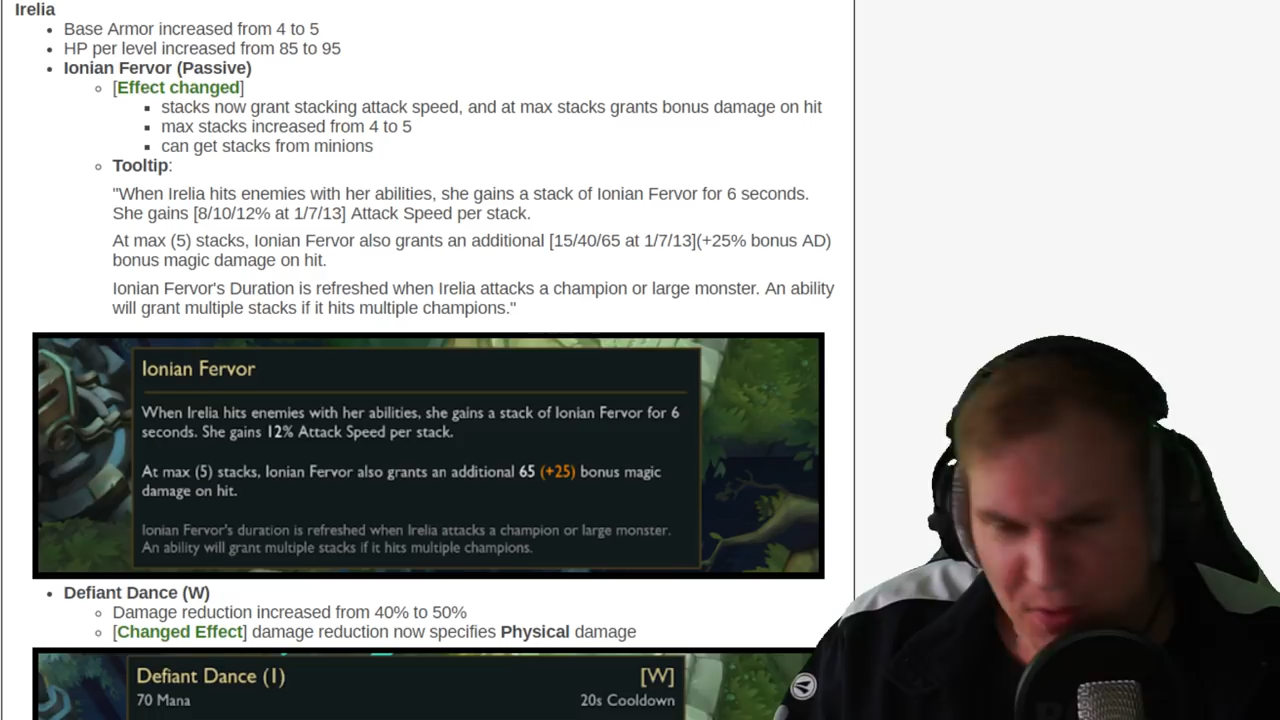 Irelia
Base Armor increased from 4 to 5
HP per level increased from 85 to 95
Ionian Fervor (Passive)
[Effect changed]
stacks now grant stacking attack speed, and at max stacks grants bonus damage on hit
max stacks increased from 4 to 5
can get stacks from minions
Tooltip:
"When Irelia hits enemies with her abilities, she gains a stack of Ionian Fervor for 6 seconds.
She gains [8/10/12% at 1/7/13] Attack Speed per stack.
At max (5) stacks, Ionian Fervor also grants an additional [15/40/65 at 1/7/13](+25% bonus AD)
bonus magic damage on hit.
Ionian Fervor's Duration is refreshed when Irelia attacks a champion or large monster. An ability
will grant multiple stacks if it hits multiple champions."
Ionian Fervor
When Irelia hits enemies with her abilities, she gains a stack of Ionian Fervor for 6
seconds. She gains 12% Attack Speed per stack.
At max (5) stacks, Ionian Fervor also grants an additional 65 (+25) bonus magic
damage on hit.
Ionian Fervor's duration is refreshed when Irelia attacks a champion or large monster.
An ability will grant multiple stacks if it hits multiple champions.
Defiant Dance (W)
Damage reduction increased from 40% to 50%
[Changed Effect] damage reduction now specifies Physical damage
Defiant Dance (1) [W]
70 Mana 20s Cooldown